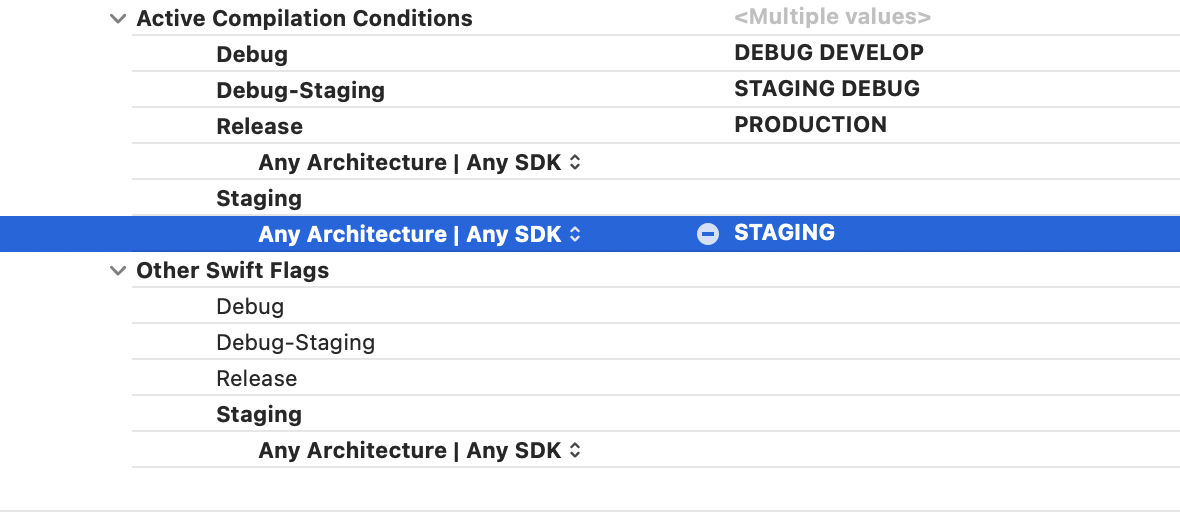 Active Compilation Conditions <Multiple values>
Debug DEBUG DEVELOP
Debug-Staging STAGING DEBUG
Release PRODUCTION
Any Architecture | Any SDK
Staging
Any Architecture | Any SDK STAGING
Other Swift Flags
Debug
Debug-Staging
Release
Staging
Any Architecture | Any SDK